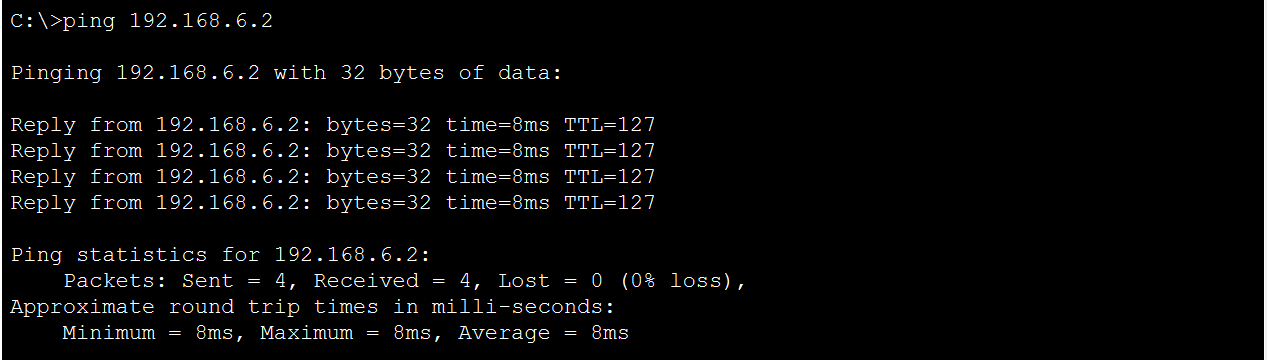 C:\>ping 192.168.6.2
Pinging 192.168.6.2 with 32 bytes of data:
Reply from 192.168.6.2: bytes=32 time=8ms TTL=127
Reply from 192.168.6.2: bytes=32 time=8ms TTL=127
Reply from 192.168.6.2: bytes=32 time=8ms TTL=127
Reply from 192.168.6.2: bytes=32 time=8ms TTL=127
Ping statistics for 192.168.6.2:
    Packets: Sent = 4, Received = 4, Lost = 0 (0% loss),
Approximate round trip times in milli-seconds:
    Minimum = 8ms, Maximum = 8ms, Average = 8ms